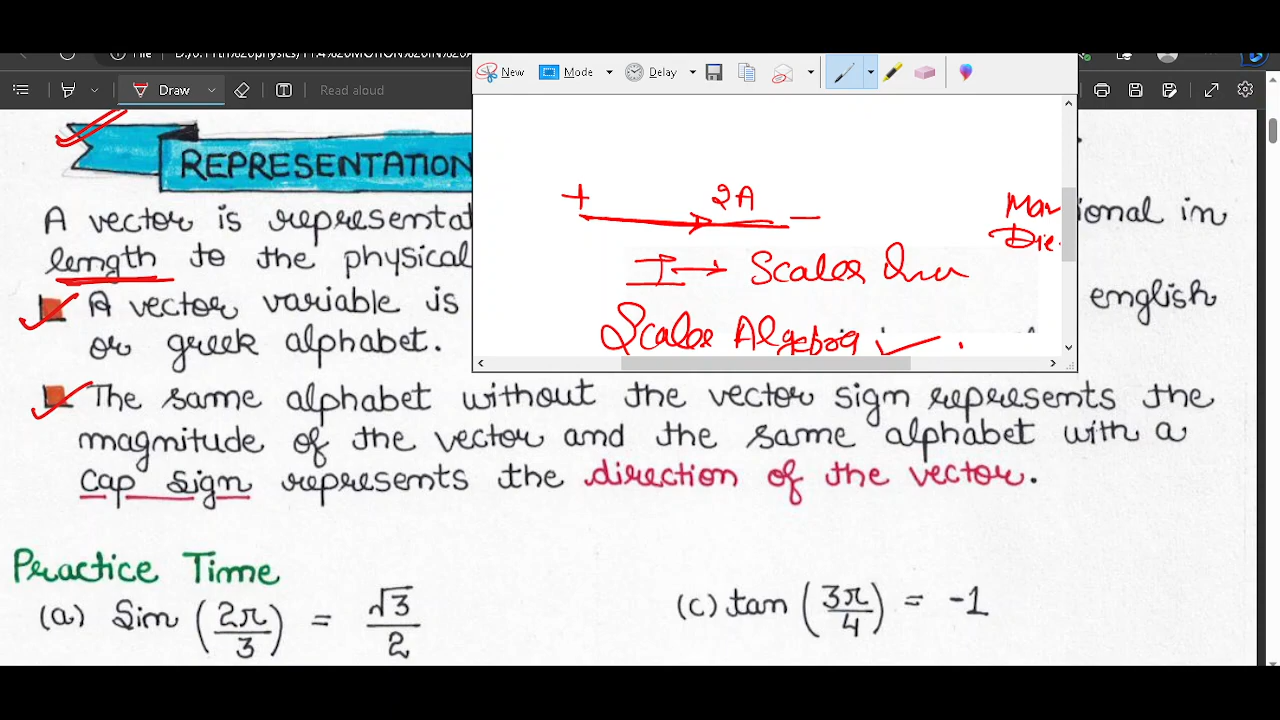 File
Draw
Read aloud
New Mode Delay
REPRESENTATION
A vector is
length to the physical
A vector variable is
or greek alphabet.
+ 2A −
I → Scalar
Scalar Algebra
ional in
english
The same alphabet without the vector sign represents the
magnitude of the vector and the same alphabet with a
cap sign represents the direction of the vector.
Practice Time
(a) Sin (2π/3) = √3/2
(c) tan (3π/4) = -1